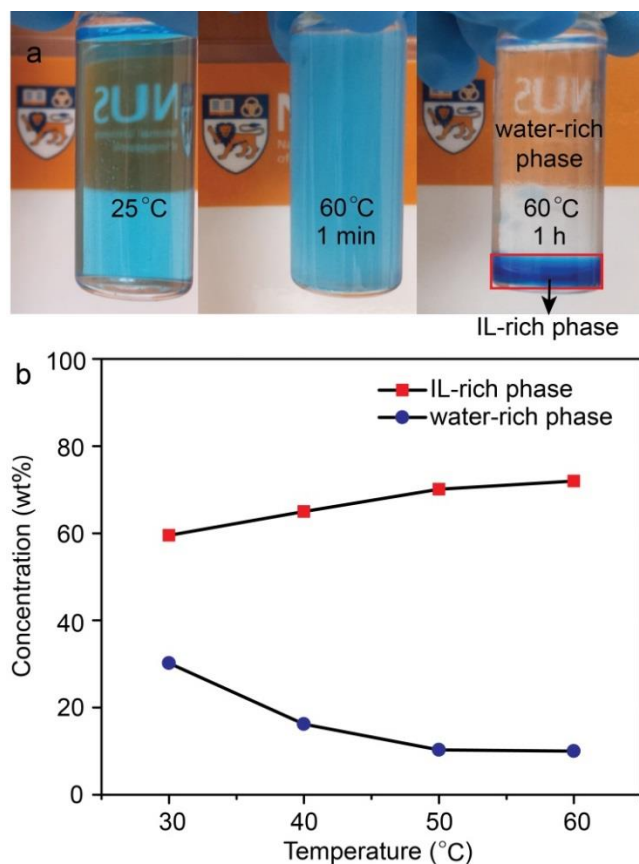 a
NUS
25°C
60°C
1 min
NUS
water-rich
phase
60°C
1 h
IL-rich phase
b
IL-rich phase
water-rich phase
Concentration (wt%)
100
80
60
40
20
0
30
40
50
60
Temperature (°C)